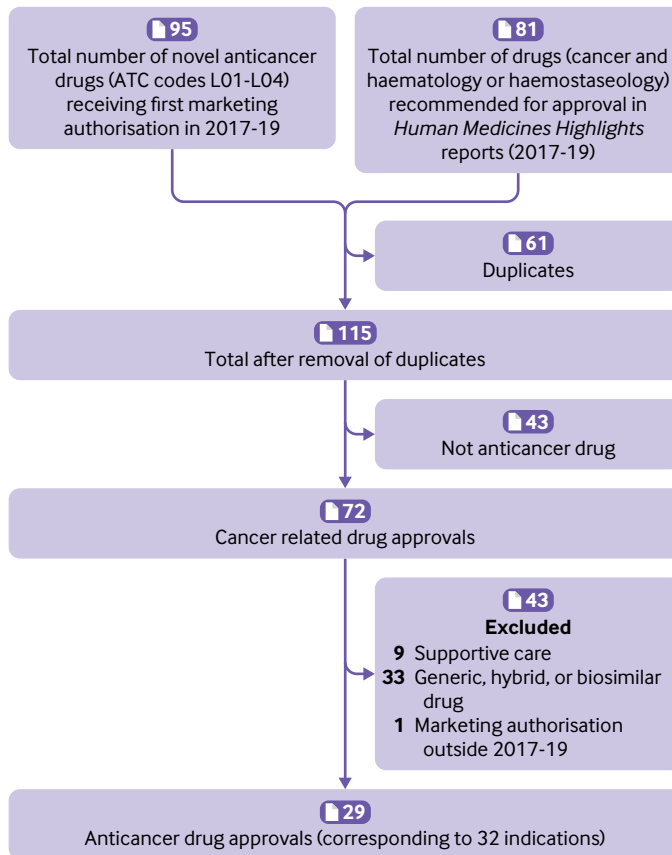 95
Total number of novel anticancer
drugs (ATC codes L01-L04)
receiving first marketing
authorisation in 2017-19
81
Total number of drugs (cancer and
haematology or haemostaseology)
recommended for approval in
Human Medicines Highlights
reports (2017-19)
61
Duplicates
115
Total after removal of duplicates
43
Not anticancer drug
72
Cancer related drug approvals
43
Excluded
9 Supportive care
33 Generic, hybrid, or biosimilar
drug
1 Marketing authorisation
outside 2017-19
29
Anticancer drug approvals (corresponding to 32 indications)